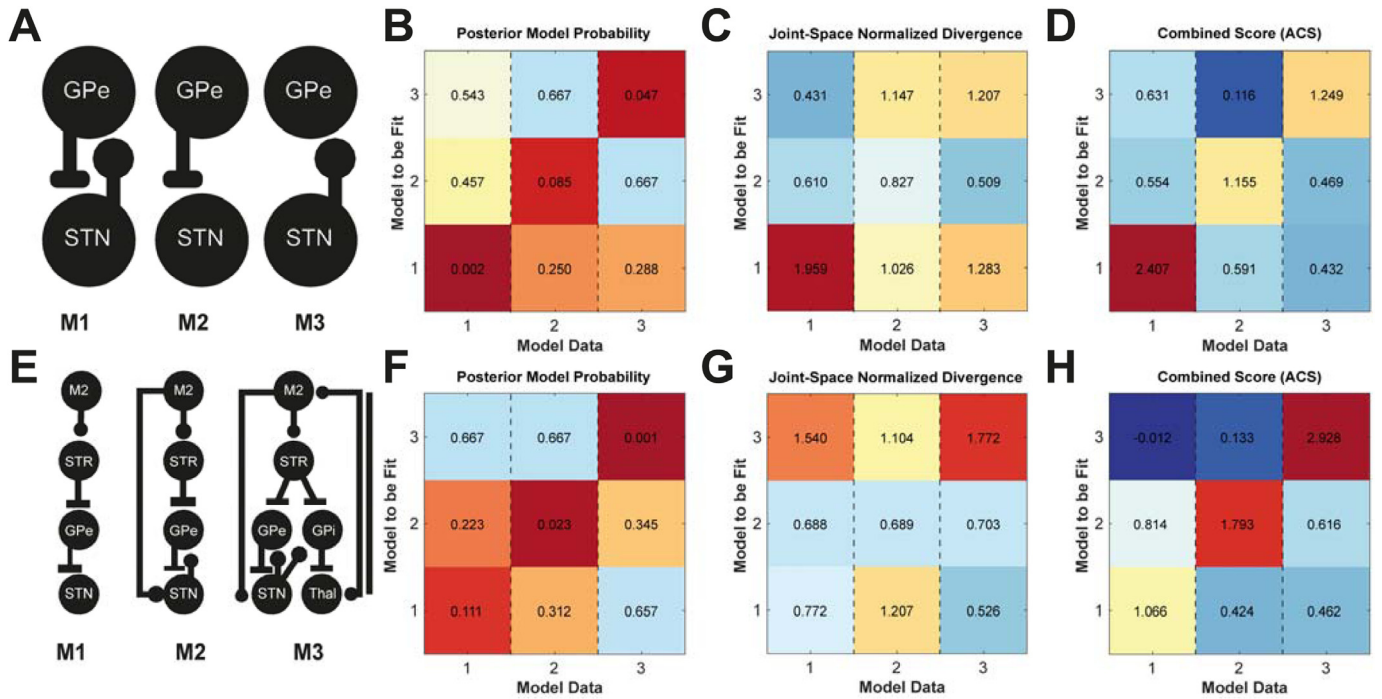 A
GPe GPe GPe
STN STN STN
M1 M2 M3
B
Posterior Model Probability
Model to be Fit
3 0.543 0.667 0.047
2 0.457 0.085 0.667
1 0.002 0.250 0.288
1 2 3
Model Data
C
Joint-Space Normalized Divergence
Model to be Fit
3 0.431 1.147 1.207
2 0.610 0.827 0.509
1 1.959 1.026 1.283
1 2 3
Model Data
D
Combined Score (ACS)
Model to be Fit
3 0.631 0.116 1.249
2 0.554 1.155 0.469
1 2.407 0.591 0.432
1 2 3
Model Data
E
M2 M2 M2
STR STR STR
GPe GPe GPe GPi
STN STN STN Thal
M1 M2 M3
F
Posterior Model Probability
Model to be Fit
3 0.667 0.667 0.001
2 0.223 0.023 0.345
1 0.111 0.312 0.657
1 2 3
Model Data
G
Joint-Space Normalized Divergence
Model to be Fit
3 1.540 1.104 1.772
2 0.688 0.689 0.703
1 0.772 1.207 0.526
1 2 3
Model Data
H
Combined Score (ACS)
Model to be Fit
3 -0.012 0.133 2.928
2 0.814 1.793 0.616
1 1.066 0.424 0.462
1 2 3
Model Data